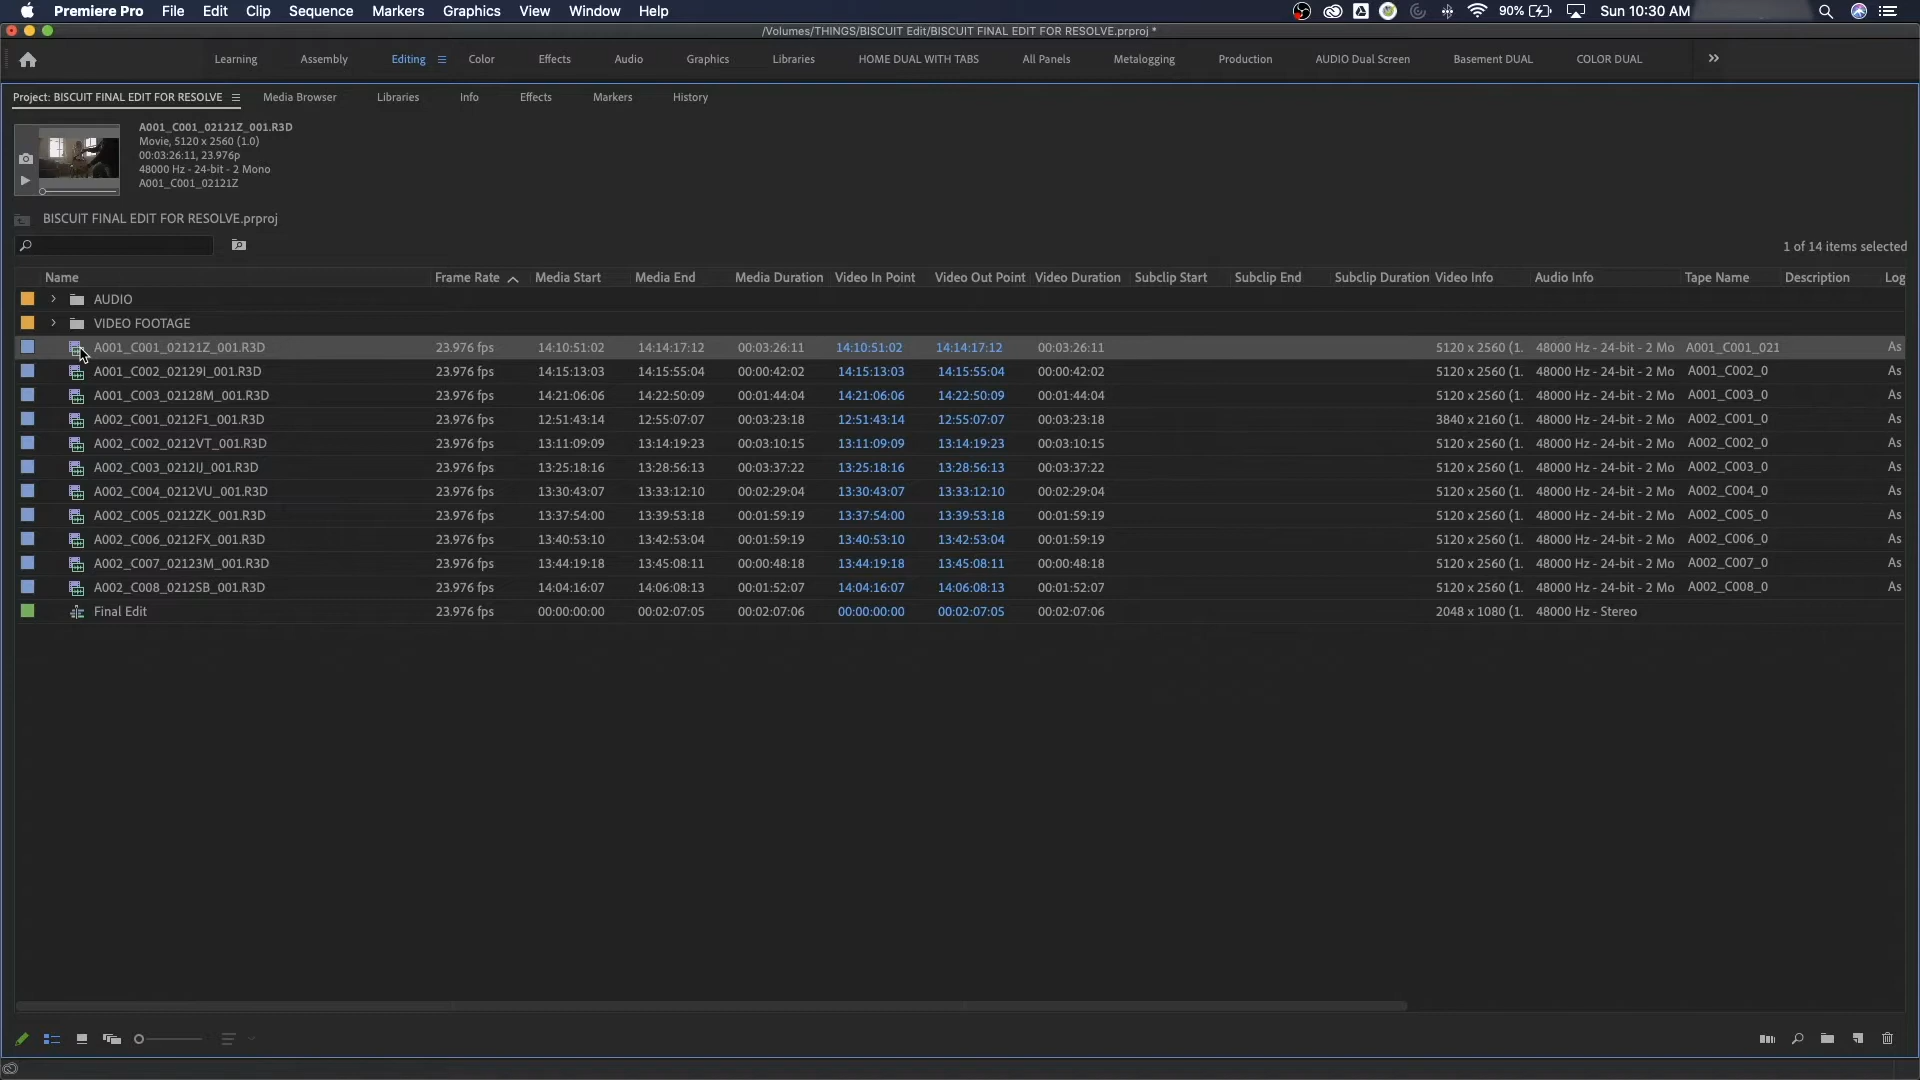 Premiere Pro File Edit Clip Sequence Markers Graphics View Window Help 90% Sun 10:30 AM
/Volumes/THINGS/BISCUIT Edit/BISCUIT FINAL EDIT FOR RESOLVE.prproj *
Learning Assembly Editing Color Effects Audio Graphics Libraries HOME DUAL WITH TABS All Panels Metalogging Production AUDIO Dual Screen Basement DUAL COLOR DUAL
Project: BISCUIT FINAL EDIT FOR RESOLVE Media Browser Libraries Info Effects Markers History
A001_C001_02121Z_001.R3D
Movie, 5120 x 2560 (1.0)
00:03:26:11, 23.976p
48000 Hz - 24-bit - 2 Mono
A001_C001_02121Z
BISCUIT FINAL EDIT FOR RESOLVE.prproj
1 of 14 items selected
Name Frame Rate Media Start Media End Media Duration Video In Point Video Out Point Video Duration Subclip Start Subclip End Subclip Duration Video Info Audio Info Tape Name Description Log
AUDIO
VIDEO FOOTAGE
A001_C001_02121Z_001.R3D 23.976 fps 14:10:51:02 14:14:17:12 00:03:26:11 14:10:51:02 14:14:17:12 00:03:26:11 5120 x 2560 (1. 48000 Hz - 24-bit - 2 Mo A001_C001_021 As
A001_C002_02129I_001.R3D 23.976 fps 14:15:13:03 14:15:55:04 00:00:42:02 14:15:13:03 14:15:55:04 00:00:42:02 5120 x 2560 (1. 48000 Hz - 24-bit - 2 Mo A001_C002_0 As
A001_C003_02128M_001.R3D 23.976 fps 14:21:06:06 14:22:50:09 00:01:44:04 14:21:06:06 14:22:50:09 00:01:44:04 5120 x 2560 (1. 48000 Hz - 24-bit - 2 Mo A001_C003_0 As
A002_C001_0212F1_001.R3D 23.976 fps 12:51:43:14 12:55:07:07 00:03:23:18 12:51:43:14 12:55:07:07 00:03:23:18 3840 x 2160 (1. 48000 Hz - 24-bit - 2 Mo A002_C001_0 As
A002_C002_0212VT_001.R3D 23.976 fps 13:11:09:09 13:14:19:23 00:03:10:15 13:11:09:09 13:14:19:23 00:03:10:15 5120 x 2560 (1. 48000 Hz - 24-bit - 2 Mo A002_C002_0 As
A002_C003_0212IJ_001.R3D 23.976 fps 13:25:18:16 13:28:56:13 00:03:37:22 13:25:18:16 13:28:56:13 00:03:37:22 5120 x 2560 (1. 48000 Hz - 24-bit - 2 Mo A002_C003_0 As
A002_C004_0212VU_001.R3D 23.976 fps 13:30:43:07 13:33:12:10 00:02:29:04 13:30:43:07 13:33:12:10 00:02:29:04 5120 x 2560 (1. 48000 Hz - 24-bit - 2 Mo A002_C004_0 As
A002_C005_0212ZK_001.R3D 23.976 fps 13:37:54:00 13:39:53:18 00:01:59:19 13:37:54:00 13:39:53:18 00:01:59:19 5120 x 2560 (1. 48000 Hz - 24-bit - 2 Mo A002_C005_0 As
A002_C006_0212FX_001.R3D 23.976 fps 13:40:53:10 13:42:53:04 00:01:59:19 13:40:53:10 13:42:53:04 00:01:59:19 5120 x 2560 (1. 48000 Hz - 24-bit - 2 Mo A002_C006_0 As
A002_C007_02123M_001.R3D 23.976 fps 13:44:19:18 13:45:08:11 00:00:48:18 13:44:19:18 13:45:08:11 00:00:48:18 5120 x 2560 (1. 48000 Hz - 24-bit - 2 Mo A002_C007_0 As
A002_C008_0212SB_001.R3D 23.976 fps 14:04:16:07 14:06:08:13 00:01:52:07 14:04:16:07 14:06:08:13 00:01:52:07 5120 x 2560 (1. 48000 Hz - 24-bit - 2 Mo A002_C008_0 As
Final Edit 23.976 fps 00:00:00:00 00:02:07:05 00:02:07:06 00:00:00:00 00:02:07:05 00:02:07:06 2048 x 1080 (1. 48000 Hz - Stereo